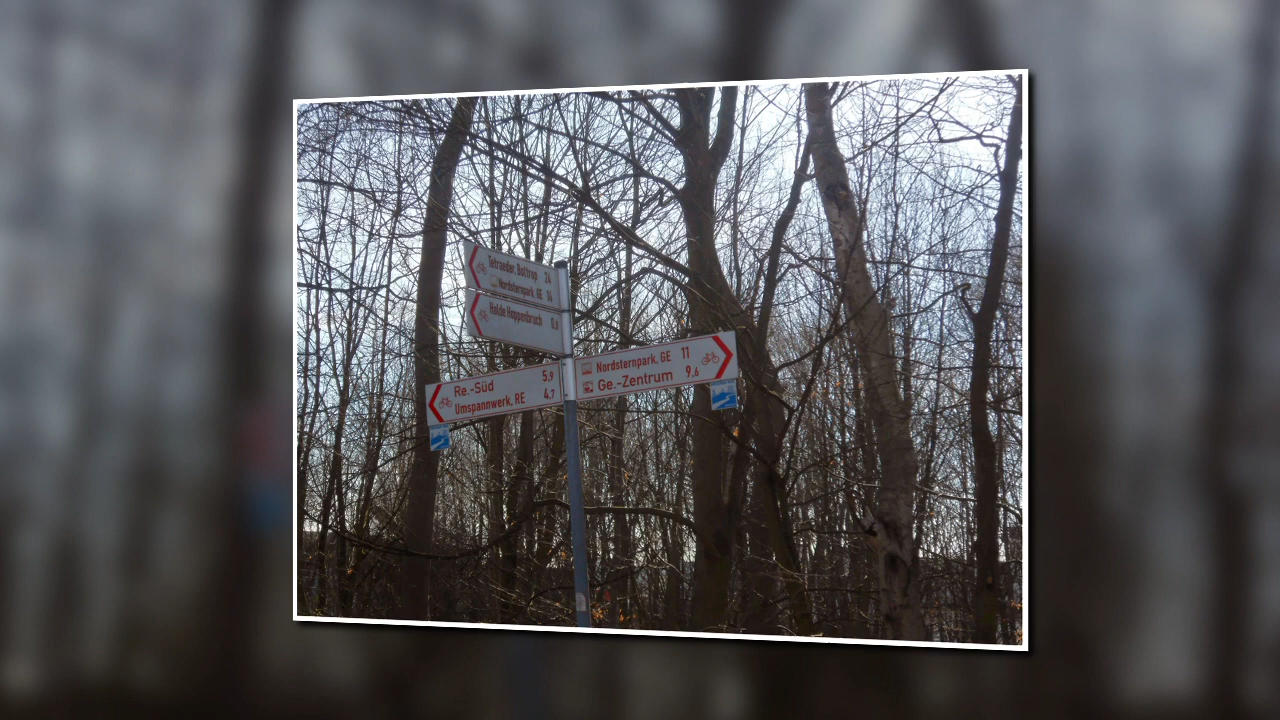 Tetraeder, Bottrop 24
Nordsternpark, GE 14
Halde Hoppenbruch 0,8
Nordsternpark, GE 11
Ge.-Zentrum 9,6
Re.-Süd 5,9
Umspannwerk, RE 4,7